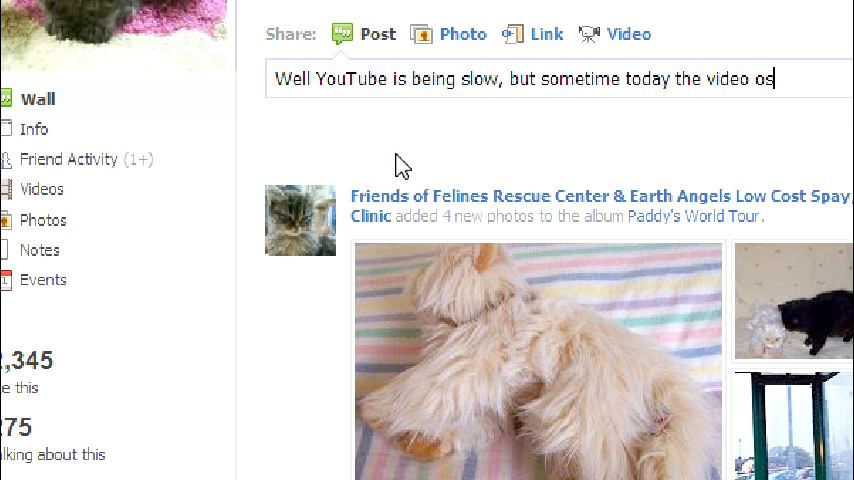 Share: Post Photo Link Video
Well YouTube is being slow, but sometime today the video os
Wall
Info
Friend Activity (1+)
Videos
Photos
Notes
Events
Friends of Felines Rescue Center & Earth Angels Low Cost Spay,
Clinic added 4 new photos to the album Paddy's World Tour.
2,345
this
275
talking about this